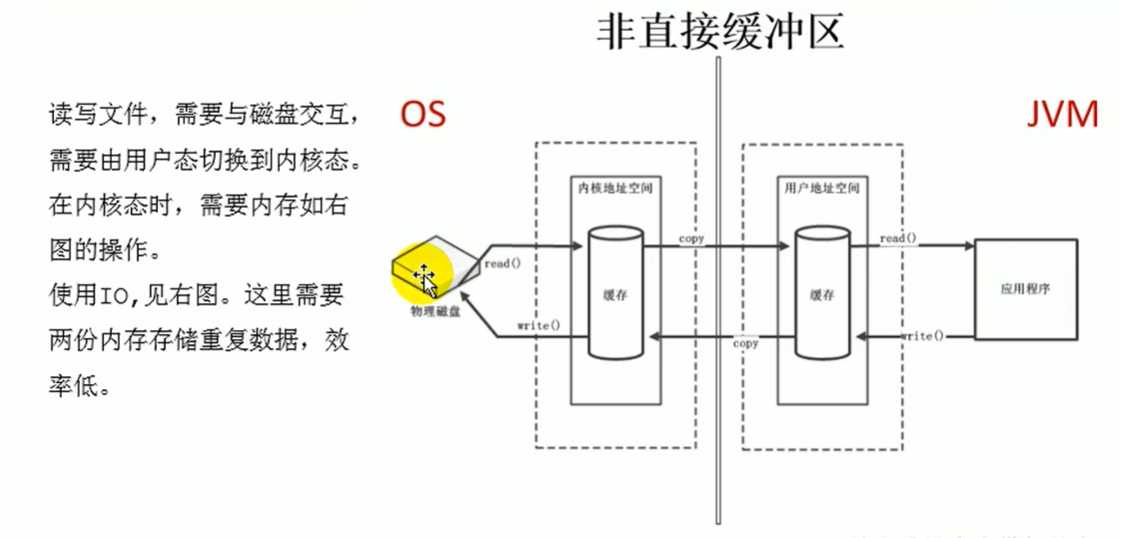 非直接缓冲区
读写文件，需要与磁盘交互，
需要由用户态切换到内核态。
在内核态时，需要内存如右
图的操作。
使用IO,见右图。这里需要
两份内存存储重复数据，效
率低。
OS
JVM
内核地址空间
用户地址空间
copy
read()
read()
缓存
缓存
应用程序
物理磁盘
write()
copy
write()